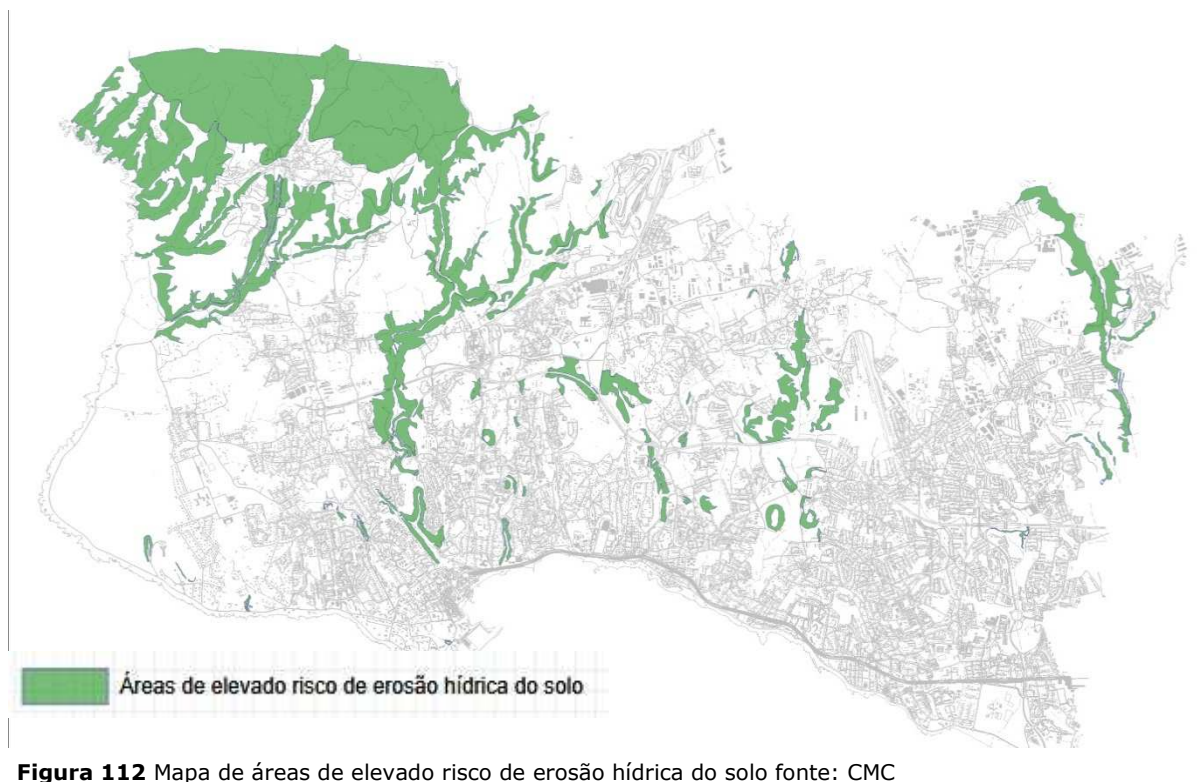 Áreas de elevado risco de erosão hídrica do solo
Figura 112 Mapa de áreas de elevado risco de erosão hídrica do solo fonte: CMC